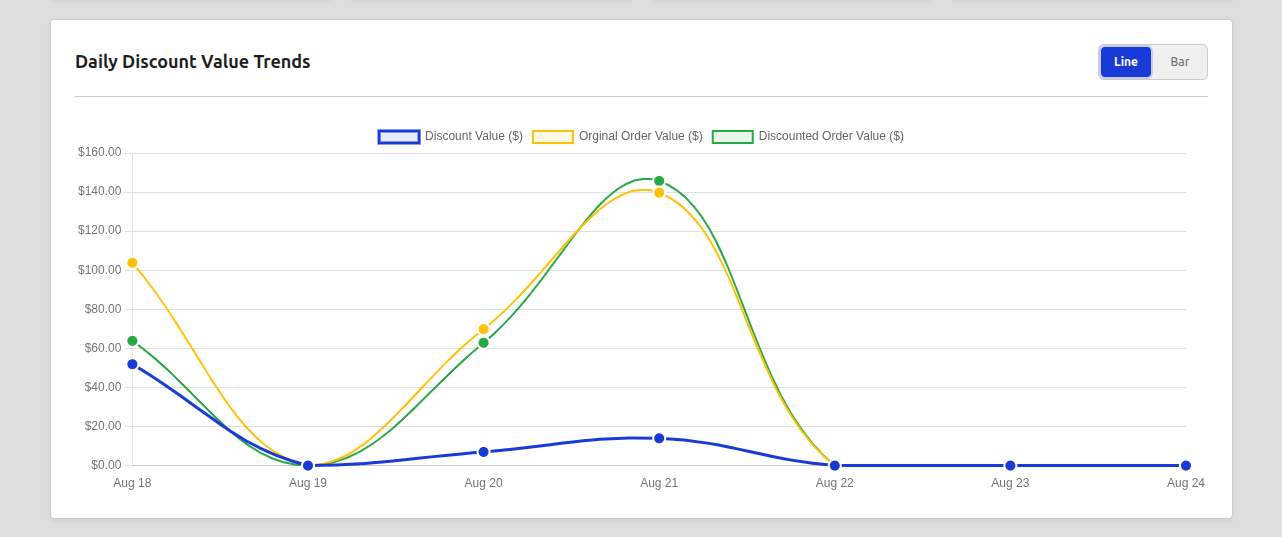 Daily Discount Value Trends
Line Bar
Discount Value ($) Orginal Order Value ($) Discounted Order Value ($)
$160.00
$140.00
$120.00
$100.00
$80.00
$60.00
$40.00
$20.00
$0.00
Aug 18 Aug 19 Aug 20 Aug 21 Aug 22 Aug 23 Aug 24